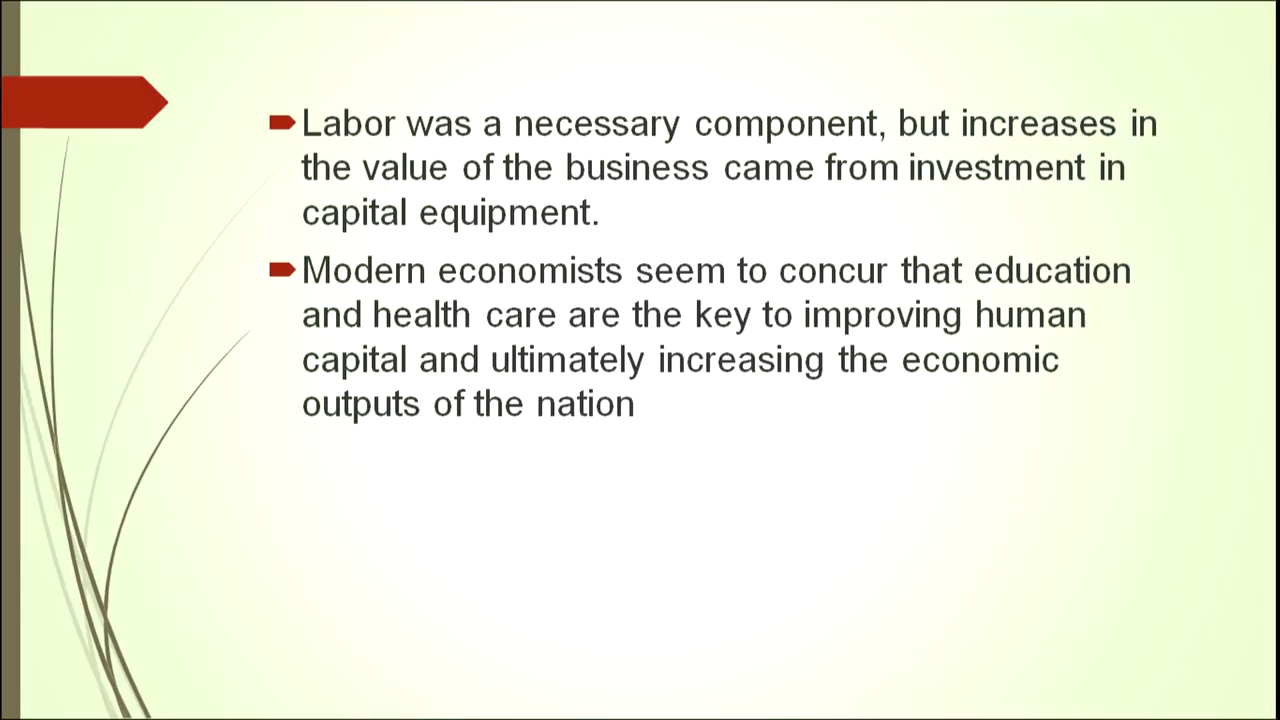 Labor was a necessary component, but increases in
the value of the business came from investment in
capital equipment.
Modern economists seem to concur that education
and health care are the key to improving human
capital and ultimately increasing the economic
outputs of the nation